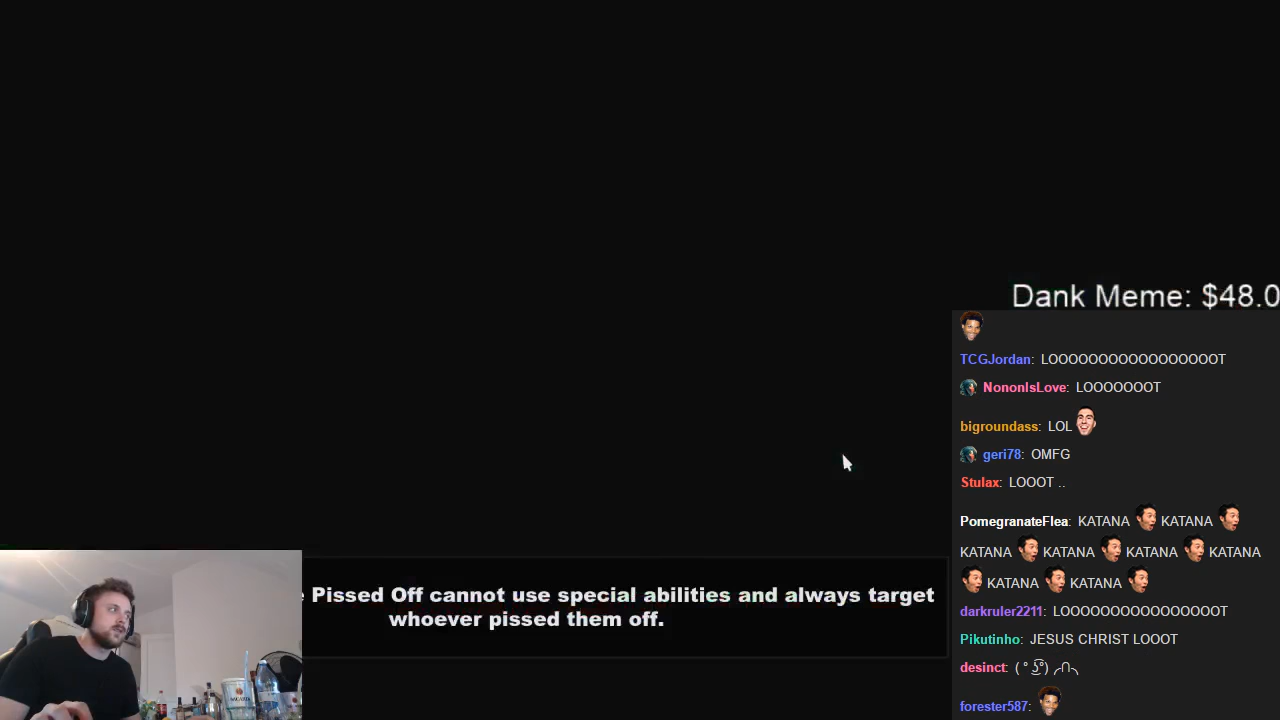 Dank Meme: $48.0
TCGJordan: LOOOOOOOOOOOOOOOOOT
NononIsLove: LOOOOOOOT
bigroundass: LOL
geri78: OMFG
Stulax: LOOOT ..
PomegranateFlea: KATANA KATANA
KATANA KATANA KATANA KATANA
KATANA KATANA
darkruler2211: LOOOOOOOOOOOOOOOOT
Pikutinho: JESUS CHRIST LOOOT
desinct: ( ͡° ͜ʖ ͡°) ╭∩╮
forester587:
Pissed Off cannot use special abilities and always target
whoever pissed them off.